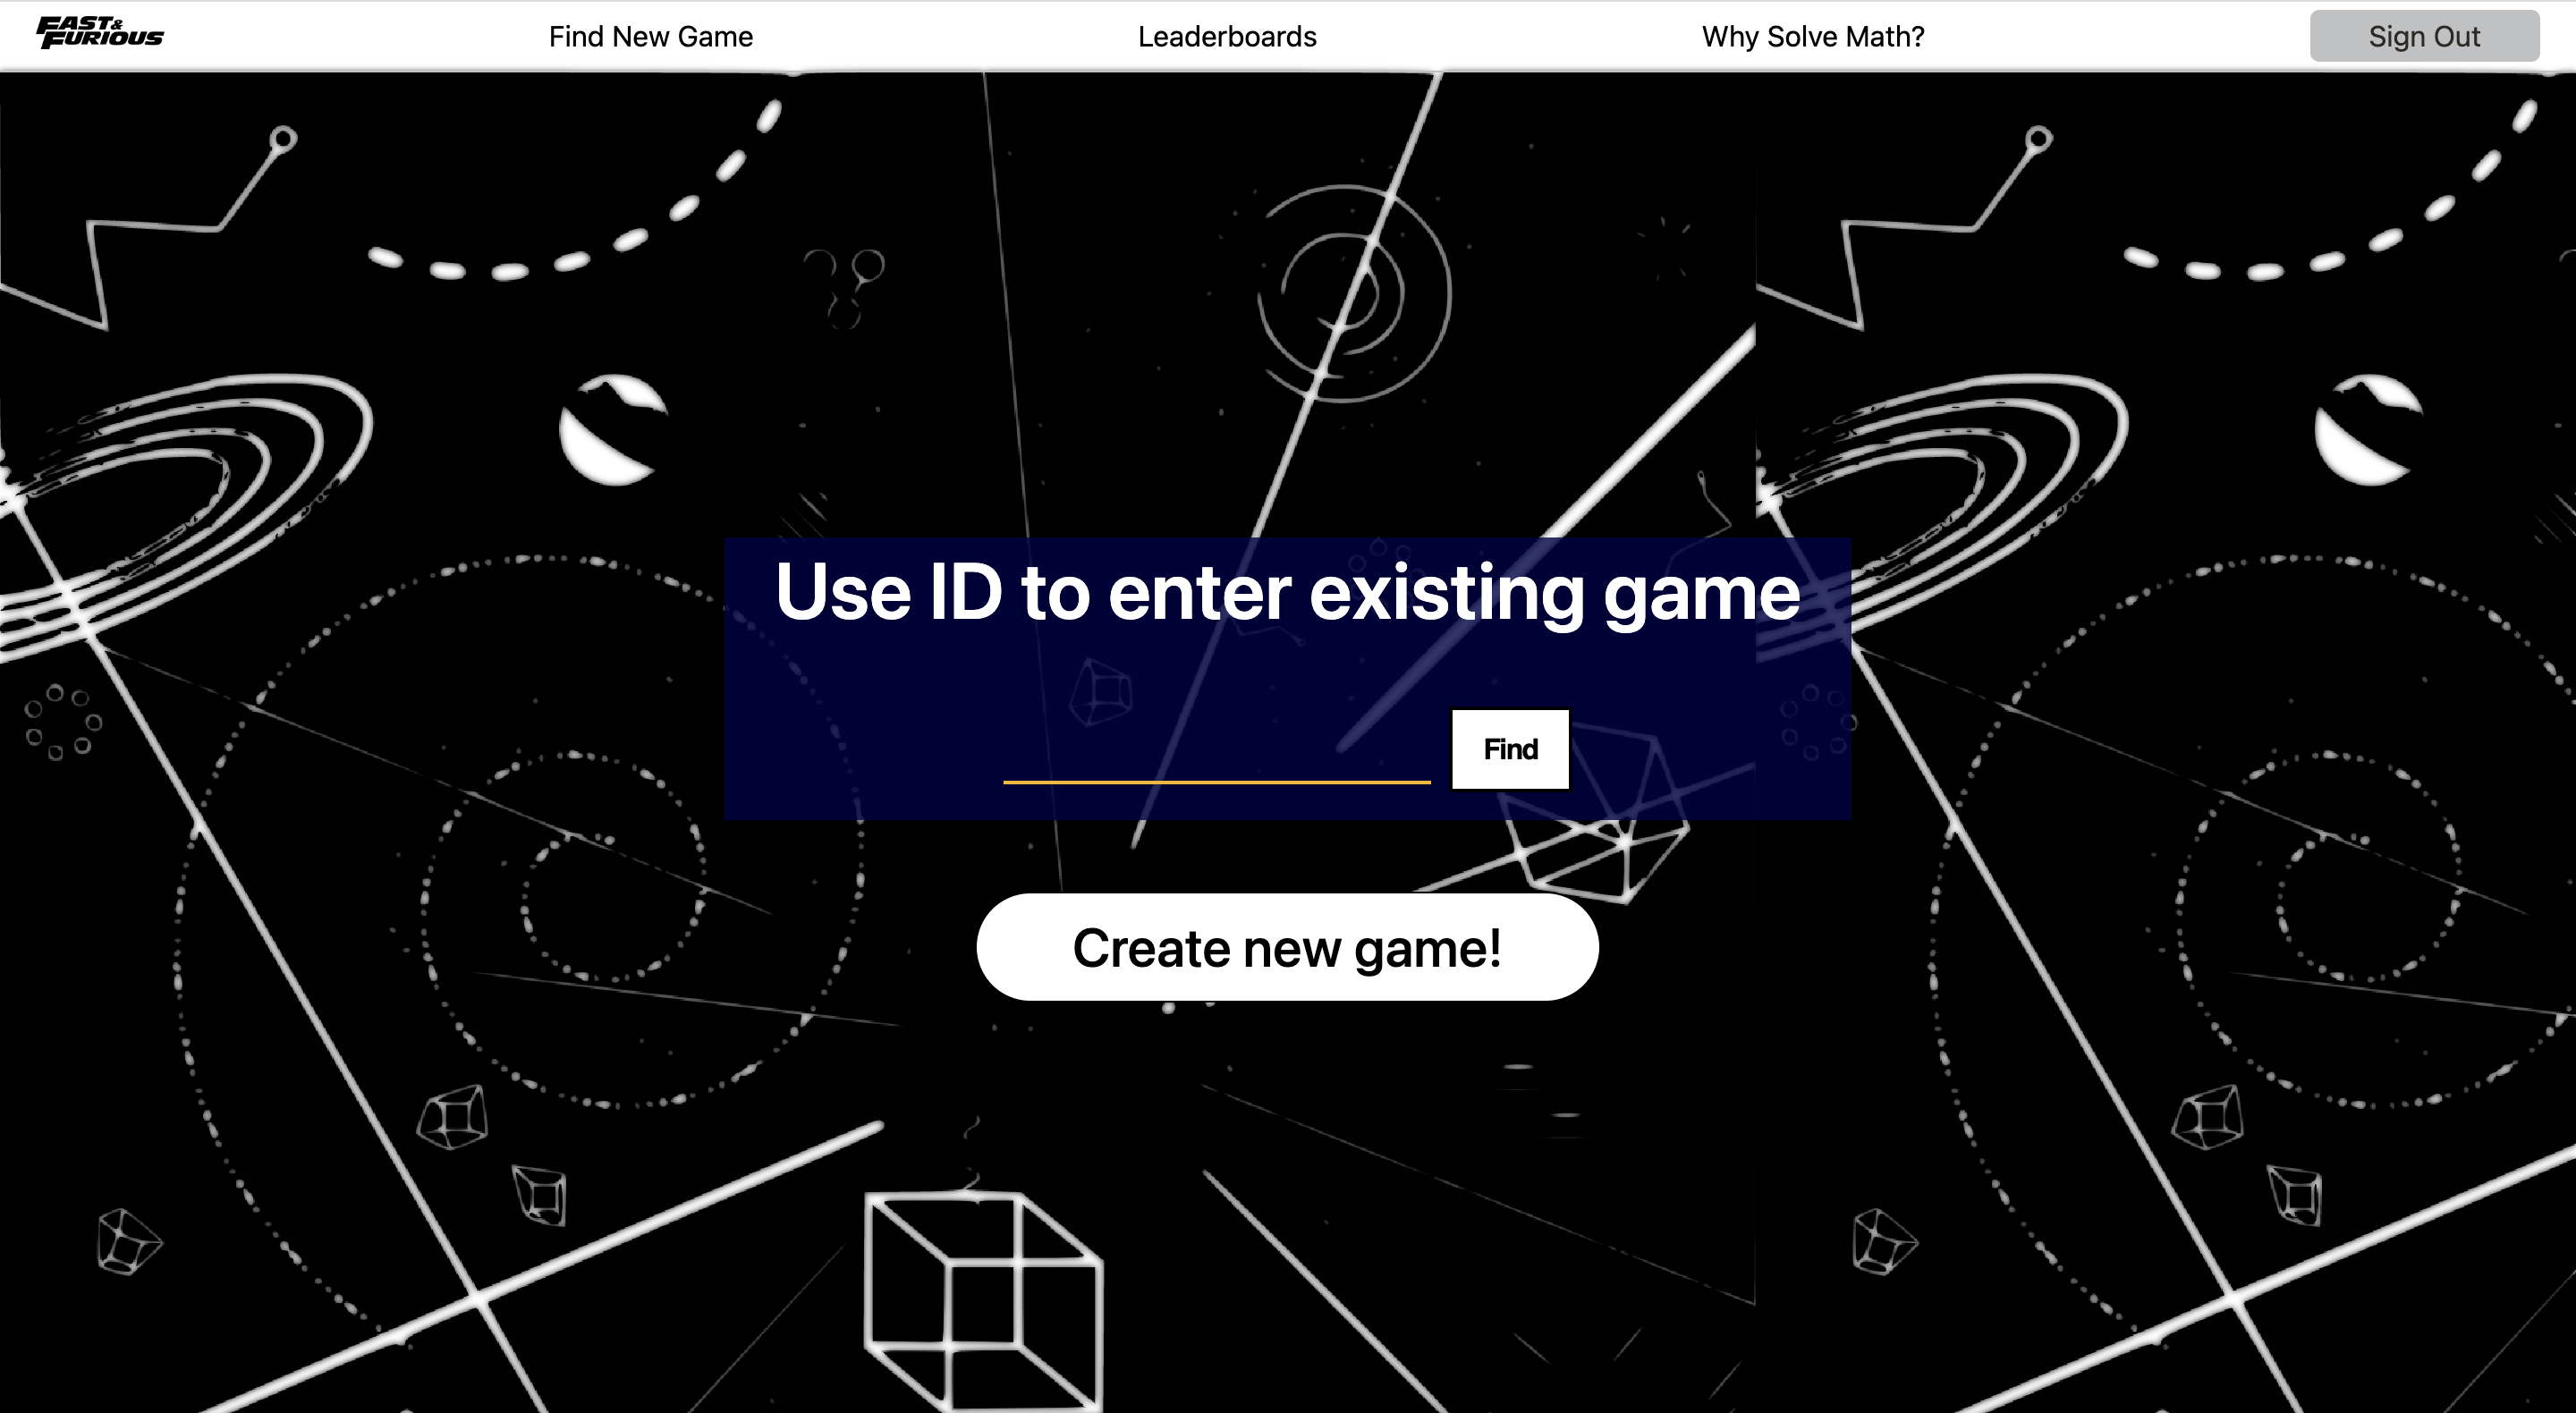 FAST &
FURIOUS
Find New Game
Leaderboards
Why Solve Math?
Sign Out
Use ID to enter existing game
Find
Create new game!